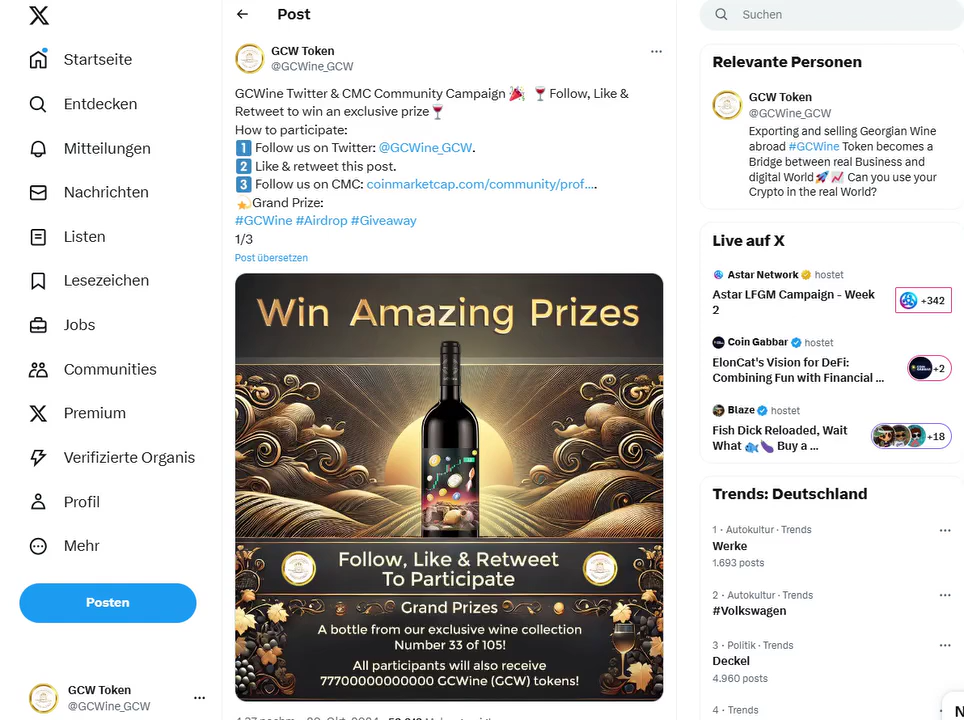 Startseite
Entdecken
Mitteilungen
Nachrichten
Listen
Lesezeichen
Jobs
Communities
Premium
Verifizierte Organis
Profil
Mehr
Posten
GCW Token
@GCWine_GCW
Post
GCW Token
@GCWine_GCW
GCWine Twitter & CMC Community Campaign 🎉 🍷Follow, Like &
Retweet to win an exclusive prize🍷
How to participate:
1️⃣ Follow us on Twitter: @GCWine_GCW.
2️⃣ Like & retweet this post.
3️⃣ Follow us on CMC: coinmarketcap.com/community/prof….
💫Grand Prize:
#GCWine #Airdrop #Giveaway
1/3
Post übersetzen
Win Amazing Prizes
Follow, Like & Retweet
To Participate
Grand Prizes
A bottle from our exclusive wine collection
Number 33 of 105!
All participants will also receive
77700000000000 GCWine (GCW) tokens!
Suchen
Relevante Personen
GCW Token
@GCWine_GCW
Exporting and selling Georgian Wine
abroad #GCWine Token becomes a
Bridge between real Business and
digital World🚀📈 Can you use your
Crypto in the real World?
Live auf X
Astar Network hostet
Astar LFGM Campaign - Week
2
+342
Coin Gabbar hostet
ElonCat's Vision for DeFi:
Combining Fun with Financial ...
+2
Blaze hostet
Fish Dick Reloaded, Wait
What 🐟🍆 Buy a ...
+18
Trends: Deutschland
1 · Autokultur · Trends
Werke
1.693 posts
2 · Autokultur · Trends
#Volkswagen
3 · Politik · Trends
Deckel
4.960 posts
4 · Trends